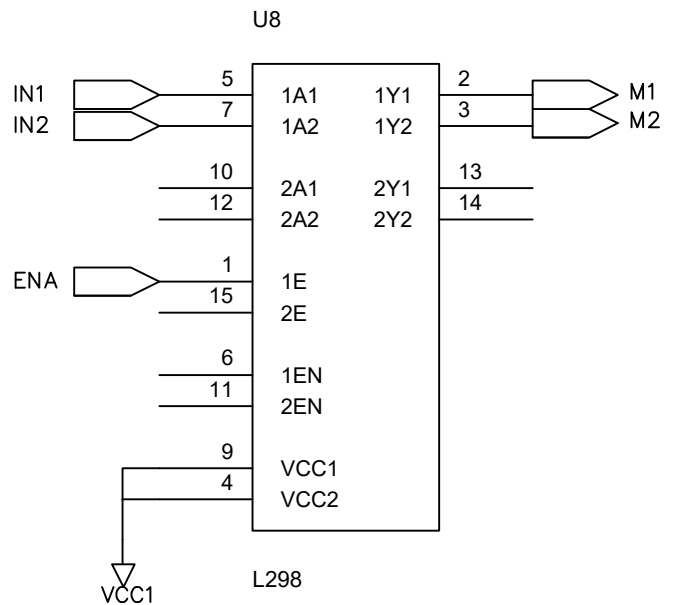 U8
IN1 5 1A1 1Y1 2 M1
IN2 7 1A2 1Y2 3 M2
10 2A1 2Y1 13
12 2A2 2Y2 14
ENA 1 1E
15 2E
6 1EN
11 2EN
9 VCC1
4 VCC2
VCC1
L298